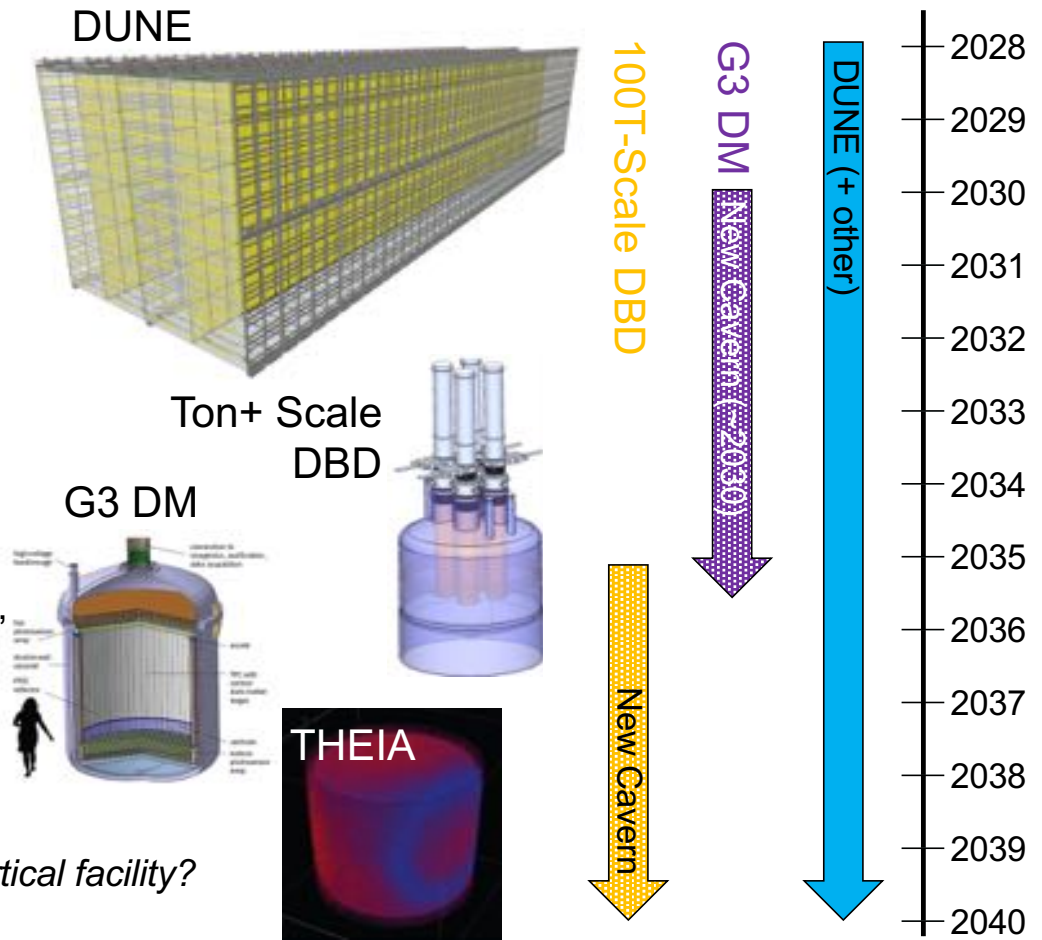 DUNE
100T-Scale DBD
G3 DM
New Cavern (~2030)
DUNE (+ other)
2028
2029
2030
2031
2032
2033
2034
2035
2036
2037
2038
2039
2040
Ton+ Scale
DBD
G3 DM
,
THEIA
New Cavern
tical facility?